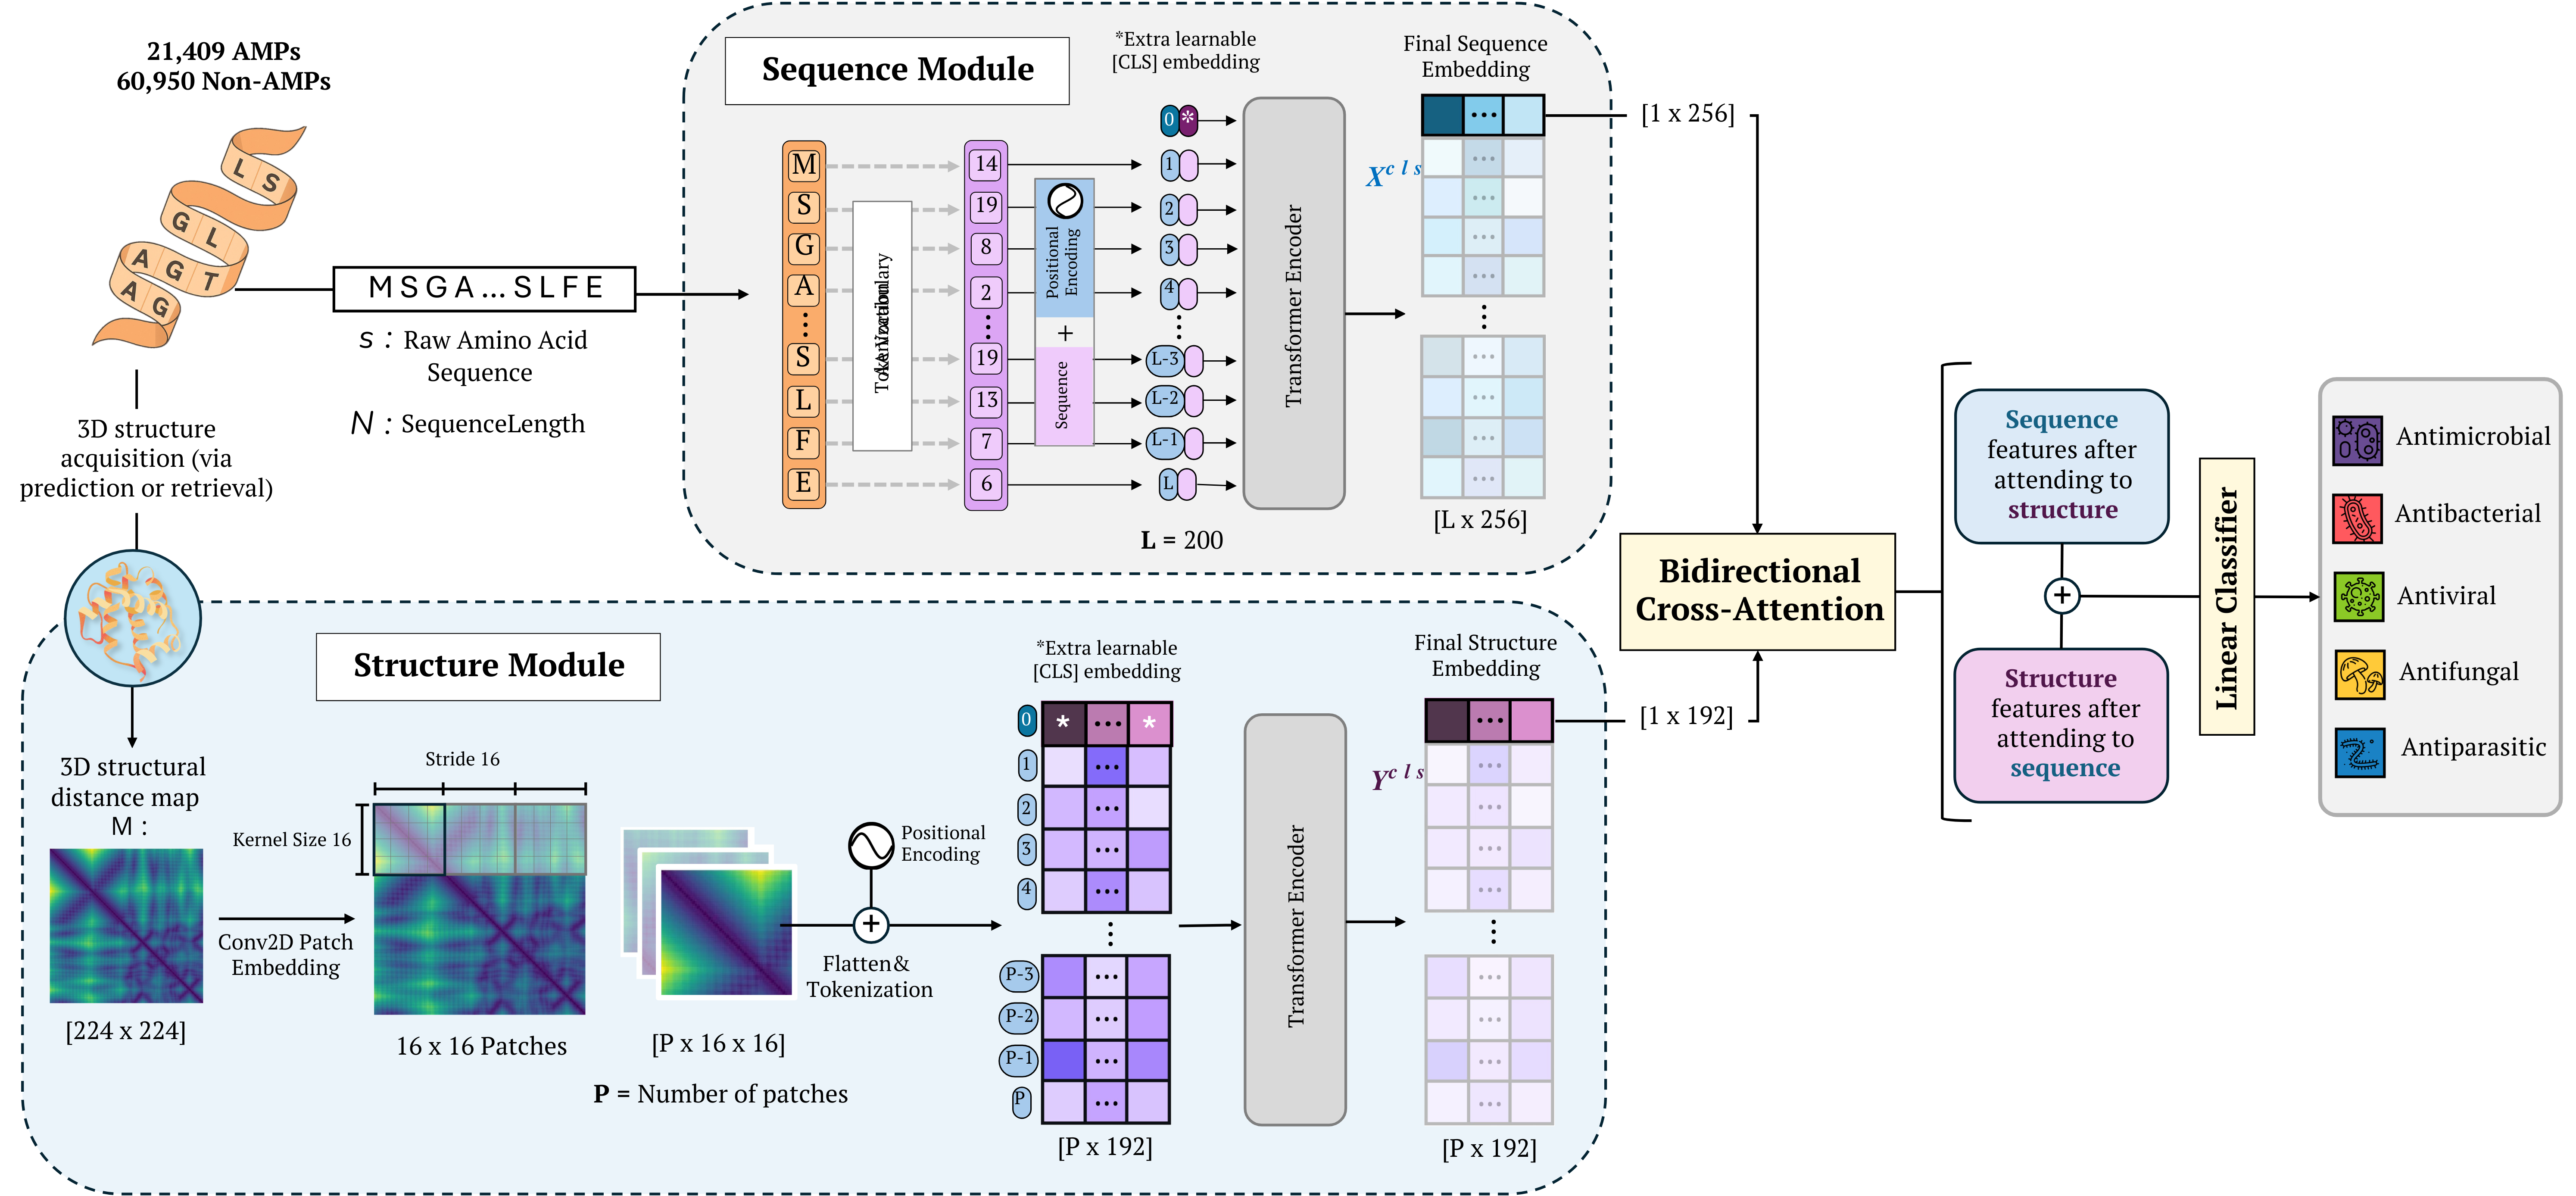 21,409 AMPs
60,950 Non-AMPs
L S
G L
A G T
A G
M S G A ... S L F E
s : Raw Amino Acid
Sequence
N : SequenceLength
3D structure
acquisition (via
prediction or retrieval)
Sequence Module
*Extra learnable
[CLS] embedding
M
S
G
A
⋮
S
L
F
E
14
19
8
2
⋮
19
13
7
6
Positional
Encoding
+
Sequence
0 *
1
2
3
4
⋮
L-3
L-2
L-1
L
L = 200
Transformer Encoder
Final Sequence
Embedding
...
X^cls
...
...
...
...
⋮
...
...
...
...
[L x 256]
[1 x 256]
Structure Module
3D structural
distance map
M :
[224 x 224]
Conv2D Patch
Embedding
Stride 16
Kernel Size 16
16 x 16 Patches
[P x 16 x 16]
P = Number of patches
Positional
Encoding
+
Flatten&
Tokenization
*Extra learnable
[CLS] embedding
0 * ... *
1 ...
2 ...
3 ...
4 ...
⋮
P-3 ...
P-2 ...
P-1 ...
P ...
[P x 192]
Transformer Encoder
Final Structure
Embedding
...
Y^cls
...
...
...
...
⋮
...
...
...
...
[P x 192]
[1 x 192]
Bidirectional
Cross-Attention
Sequence
features after
attending to
structure
+
Structure
features after
attending to
sequence
Linear Classifier
Antimicrobial
Antibacterial
Antiviral
Antifungal
Antiparasitic